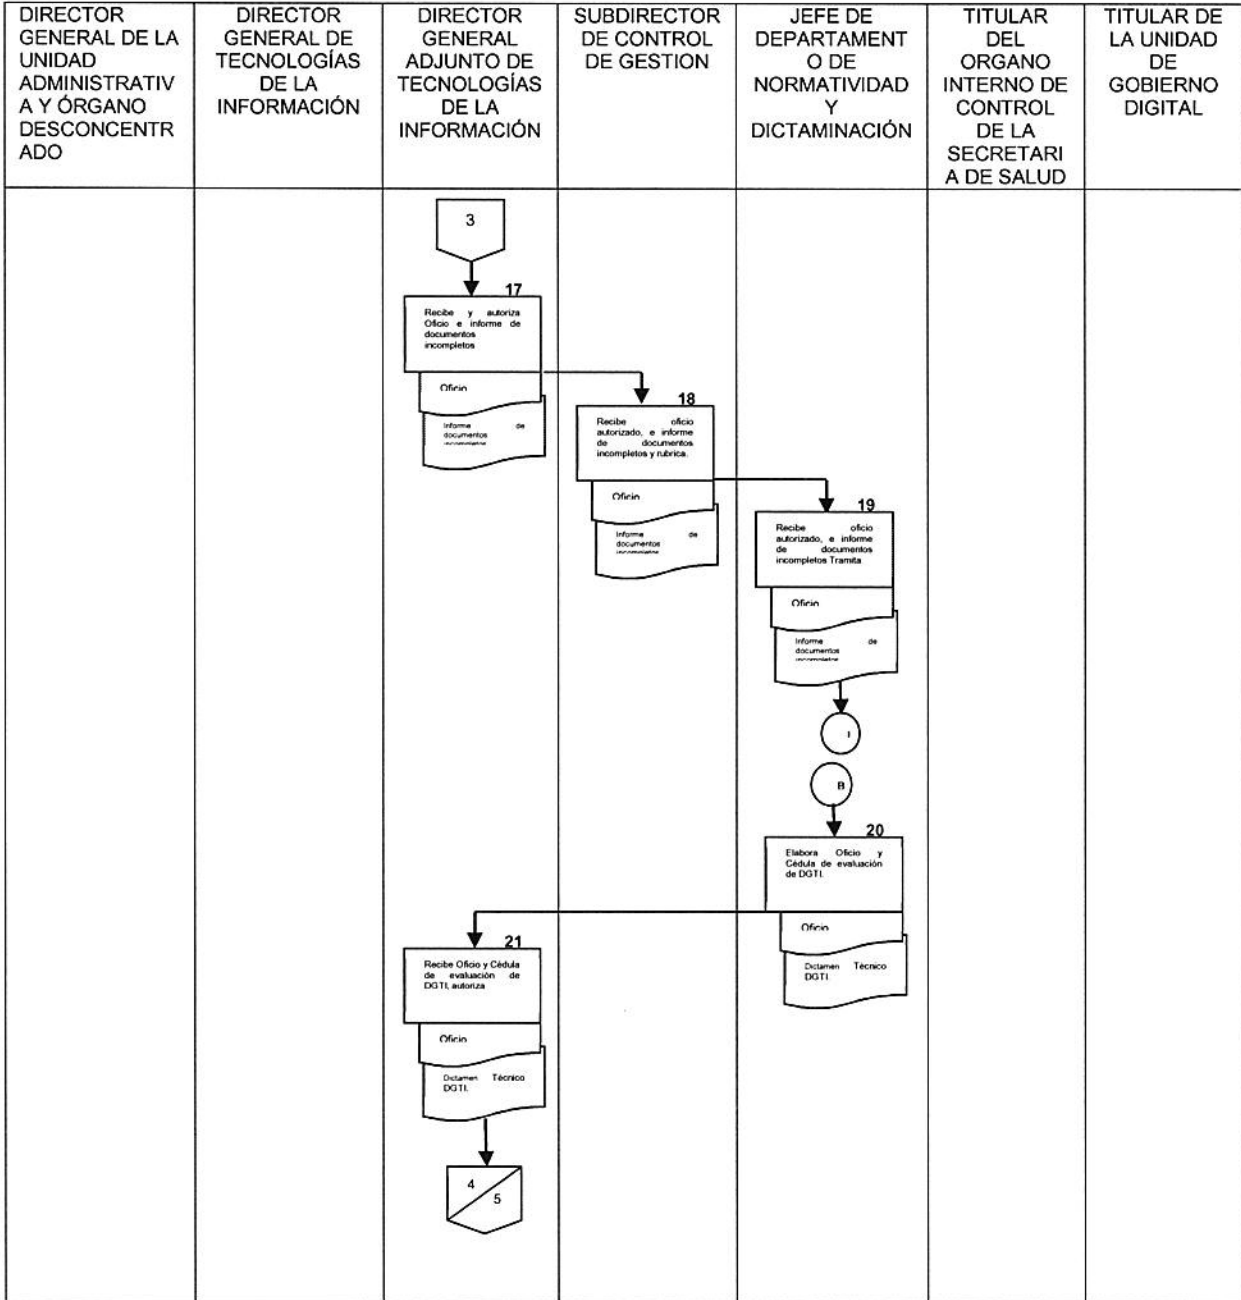 DIRECTOR
GENERAL DE LA
UNIDAD
ADMINISTRATIV
A Y ÓRGANO
DESCONCENTR
ADO
DIRECTOR
GENERAL DE
TECNOLOGÍAS
DE LA
INFORMACIÓN
DIRECTOR
GENERAL
ADJUNTO DE
TECNOLOGÍAS
DE LA
INFORMACIÓN
SUBDIRECTOR
DE CONTROL
DE GESTION
JEFE DE
DEPARTAMENT
O DE
NORMATIVIDAD
Y
DICTAMINACIÓN
TITULAR
DEL
ORGANO
INTERNO DE
CONTROL
DE LA
SECRETARI
A DE SALUD
TITULAR DE
LA UNIDAD
DE
GOBIERNO
DIGITAL
3
17
Recibe y autoriza
Oficio e informe de
documentos
incompletos
Oficio
Informe de
documentos
incompletos
18
Recibe oficio
autorizado, e informe
de documentos
incompletos y rubrica.
Oficio
Informe de
documentos
incompletos
19
Recibe oficio
autorizado, e informe
de documentos
incompletos Tramita
Oficio
Informe de
documentos
incompletos
I
B
20
Elabora Oficio y
Cédula de evaluación
de DGTI.
Oficio
Dictamen Técnico
DGTI.
21
Recibe Oficio y Cédula
de evaluación de
DGTI, autoriza
Oficio
Dictamen Técnico
DGTI.
4
5